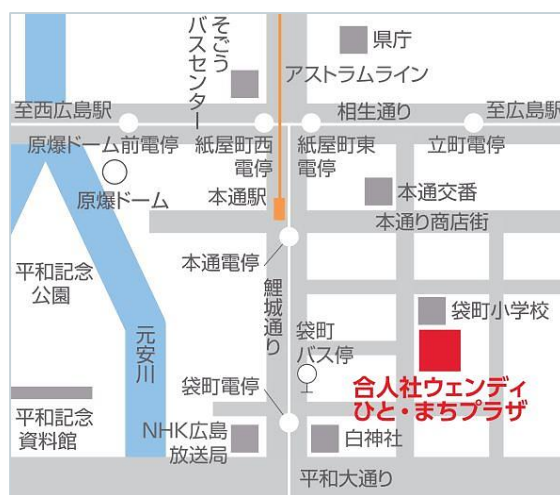 そごう
バスセンター
県庁
アストラムライン
至西広島駅
相生通り
至広島駅
原爆ドーム前電停
紙屋町西
電停
紙屋町東
電停
立町電停
原爆ドーム
本通駅
本通交番
本通り商店街
本通電停
平和記念
公園
鯉城通り
元安川
袋町
バス停
袋町小学校
合人社ウェンディ
ひと・まちプラザ
袋町電停
平和記念
資料館
NHK広島
放送局
白神社
平和大通り